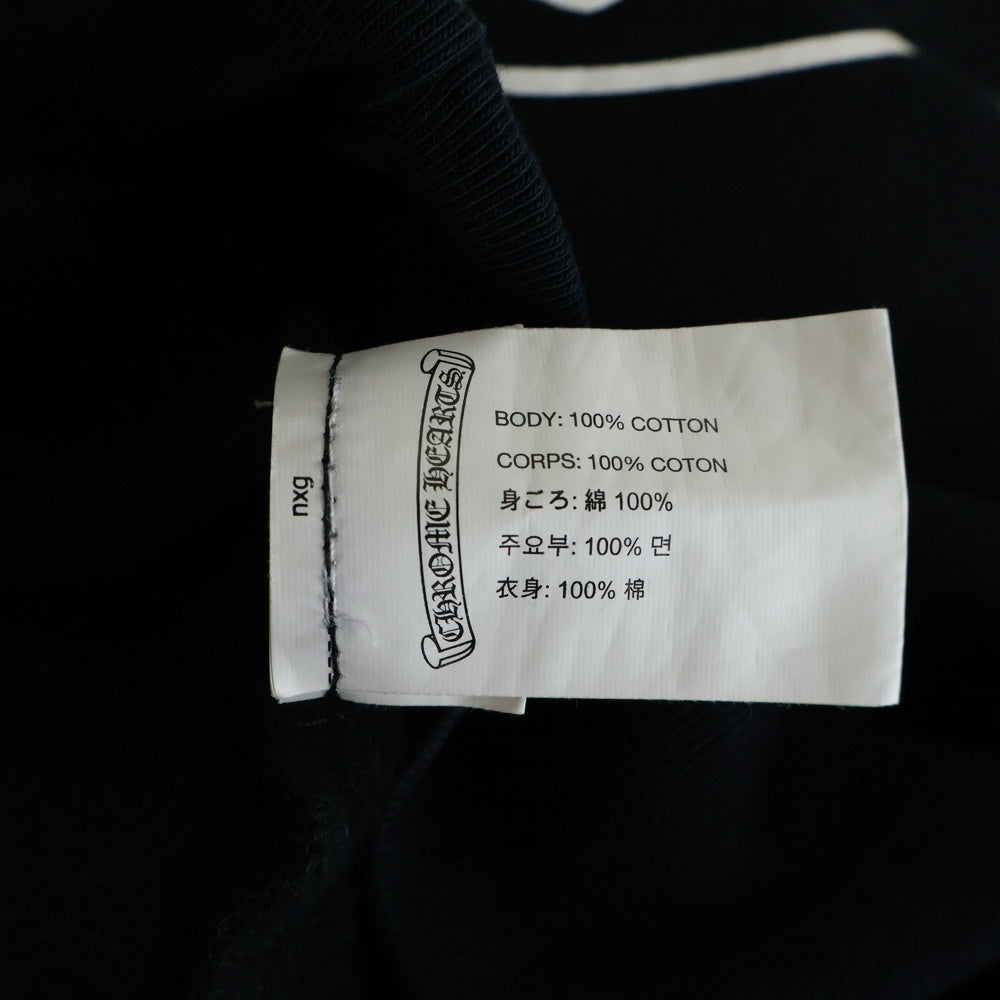 nxg
CHROME HEARTS
BODY: 100% COTTON
CORPS: 100% COTON
身ごろ: 綿 100%
주요부: 100% 면
衣身: 100% 棉